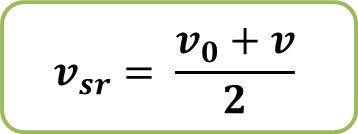 v_sr = (v_0 + v) / 2